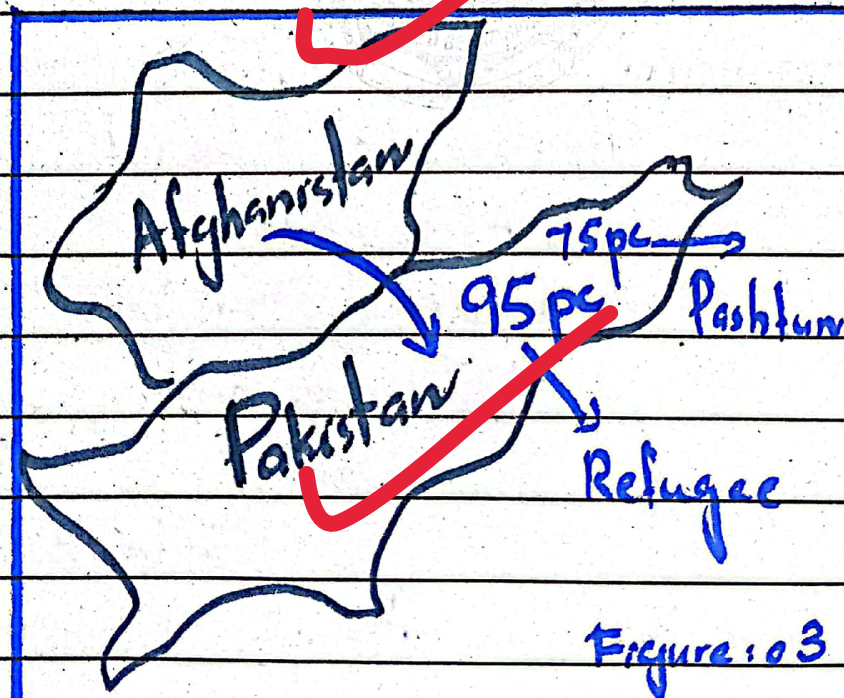 Afghanistan
75pc
95pc
Pashtun
Pakistan
Refugee
Figure: 03